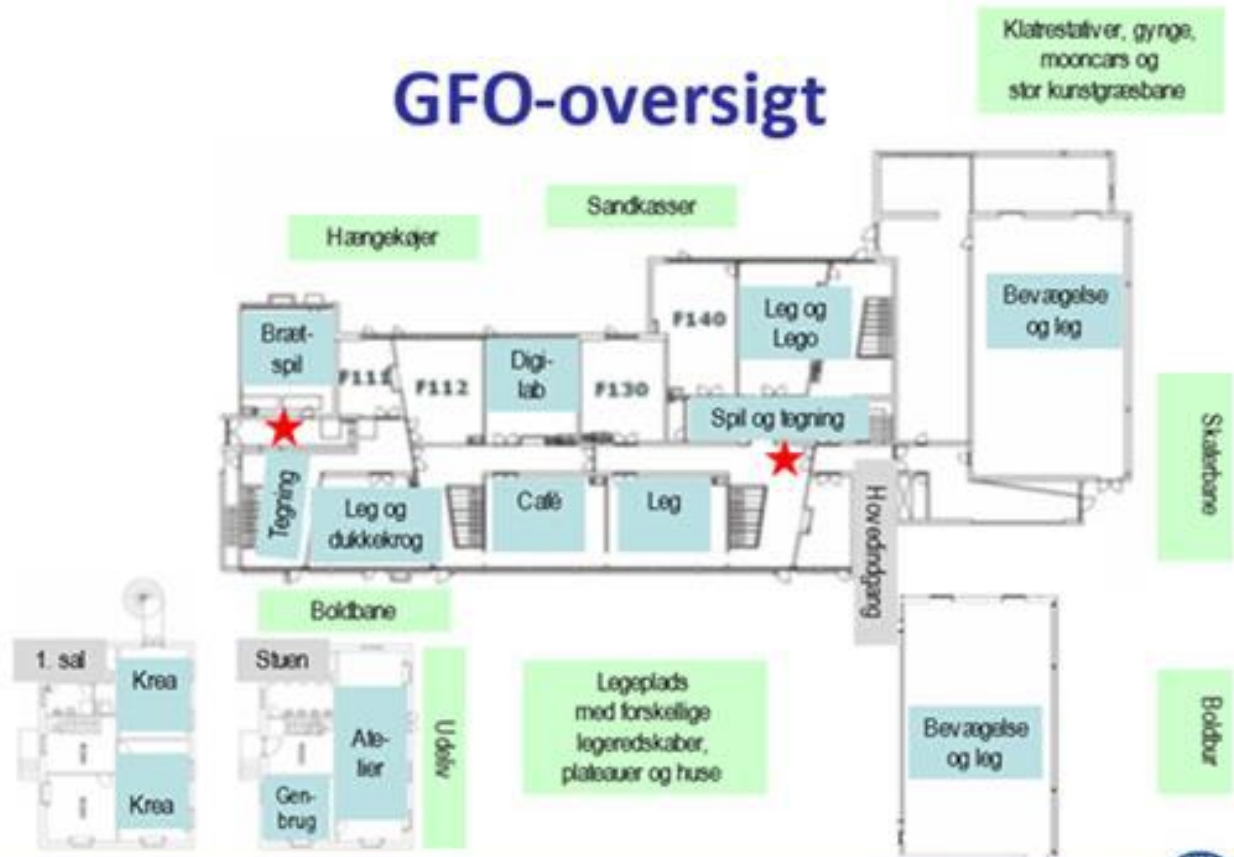 Klatrestativer, gynge,
mooncars og
stor kunstgræsbane
GFO-oversigt
Sandkasser
Hængekøjer
Bræt-
spil
F111
F112
Digi-
lab
F130
F140
Leg og
Lego
Bevægelse
og leg
Spil og tegning
Tegning
Leg og
dukkekrog
Café
Leg
Hovedindgang
Skaterbane
Boldbane
1. sal
Krea
Krea
Stuen
Ate-
lier
Gen-
brug
Udeliv
Legeplads
med forskellige
legeredskaber,
plateauer og huse
Bevægelse
og leg
Boldbur